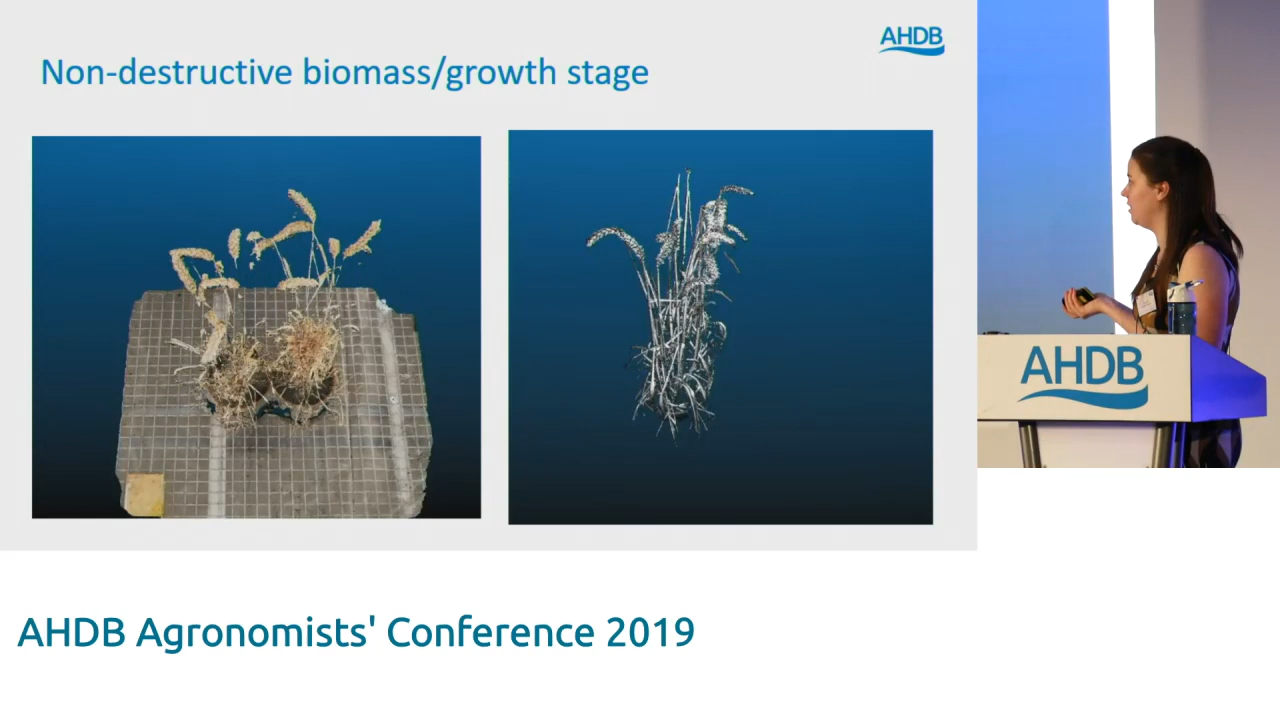 AHDB
Non-destructive biomass/growth stage
AHDB
AHDB Agronomists' Conference 2019